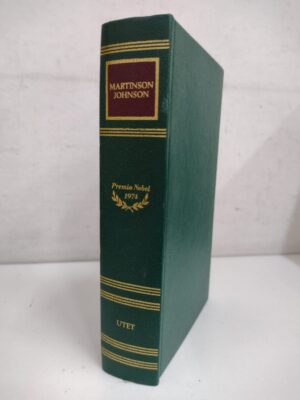 MARTINSON
JOHNSON
Premio Nobel
1974
UTET